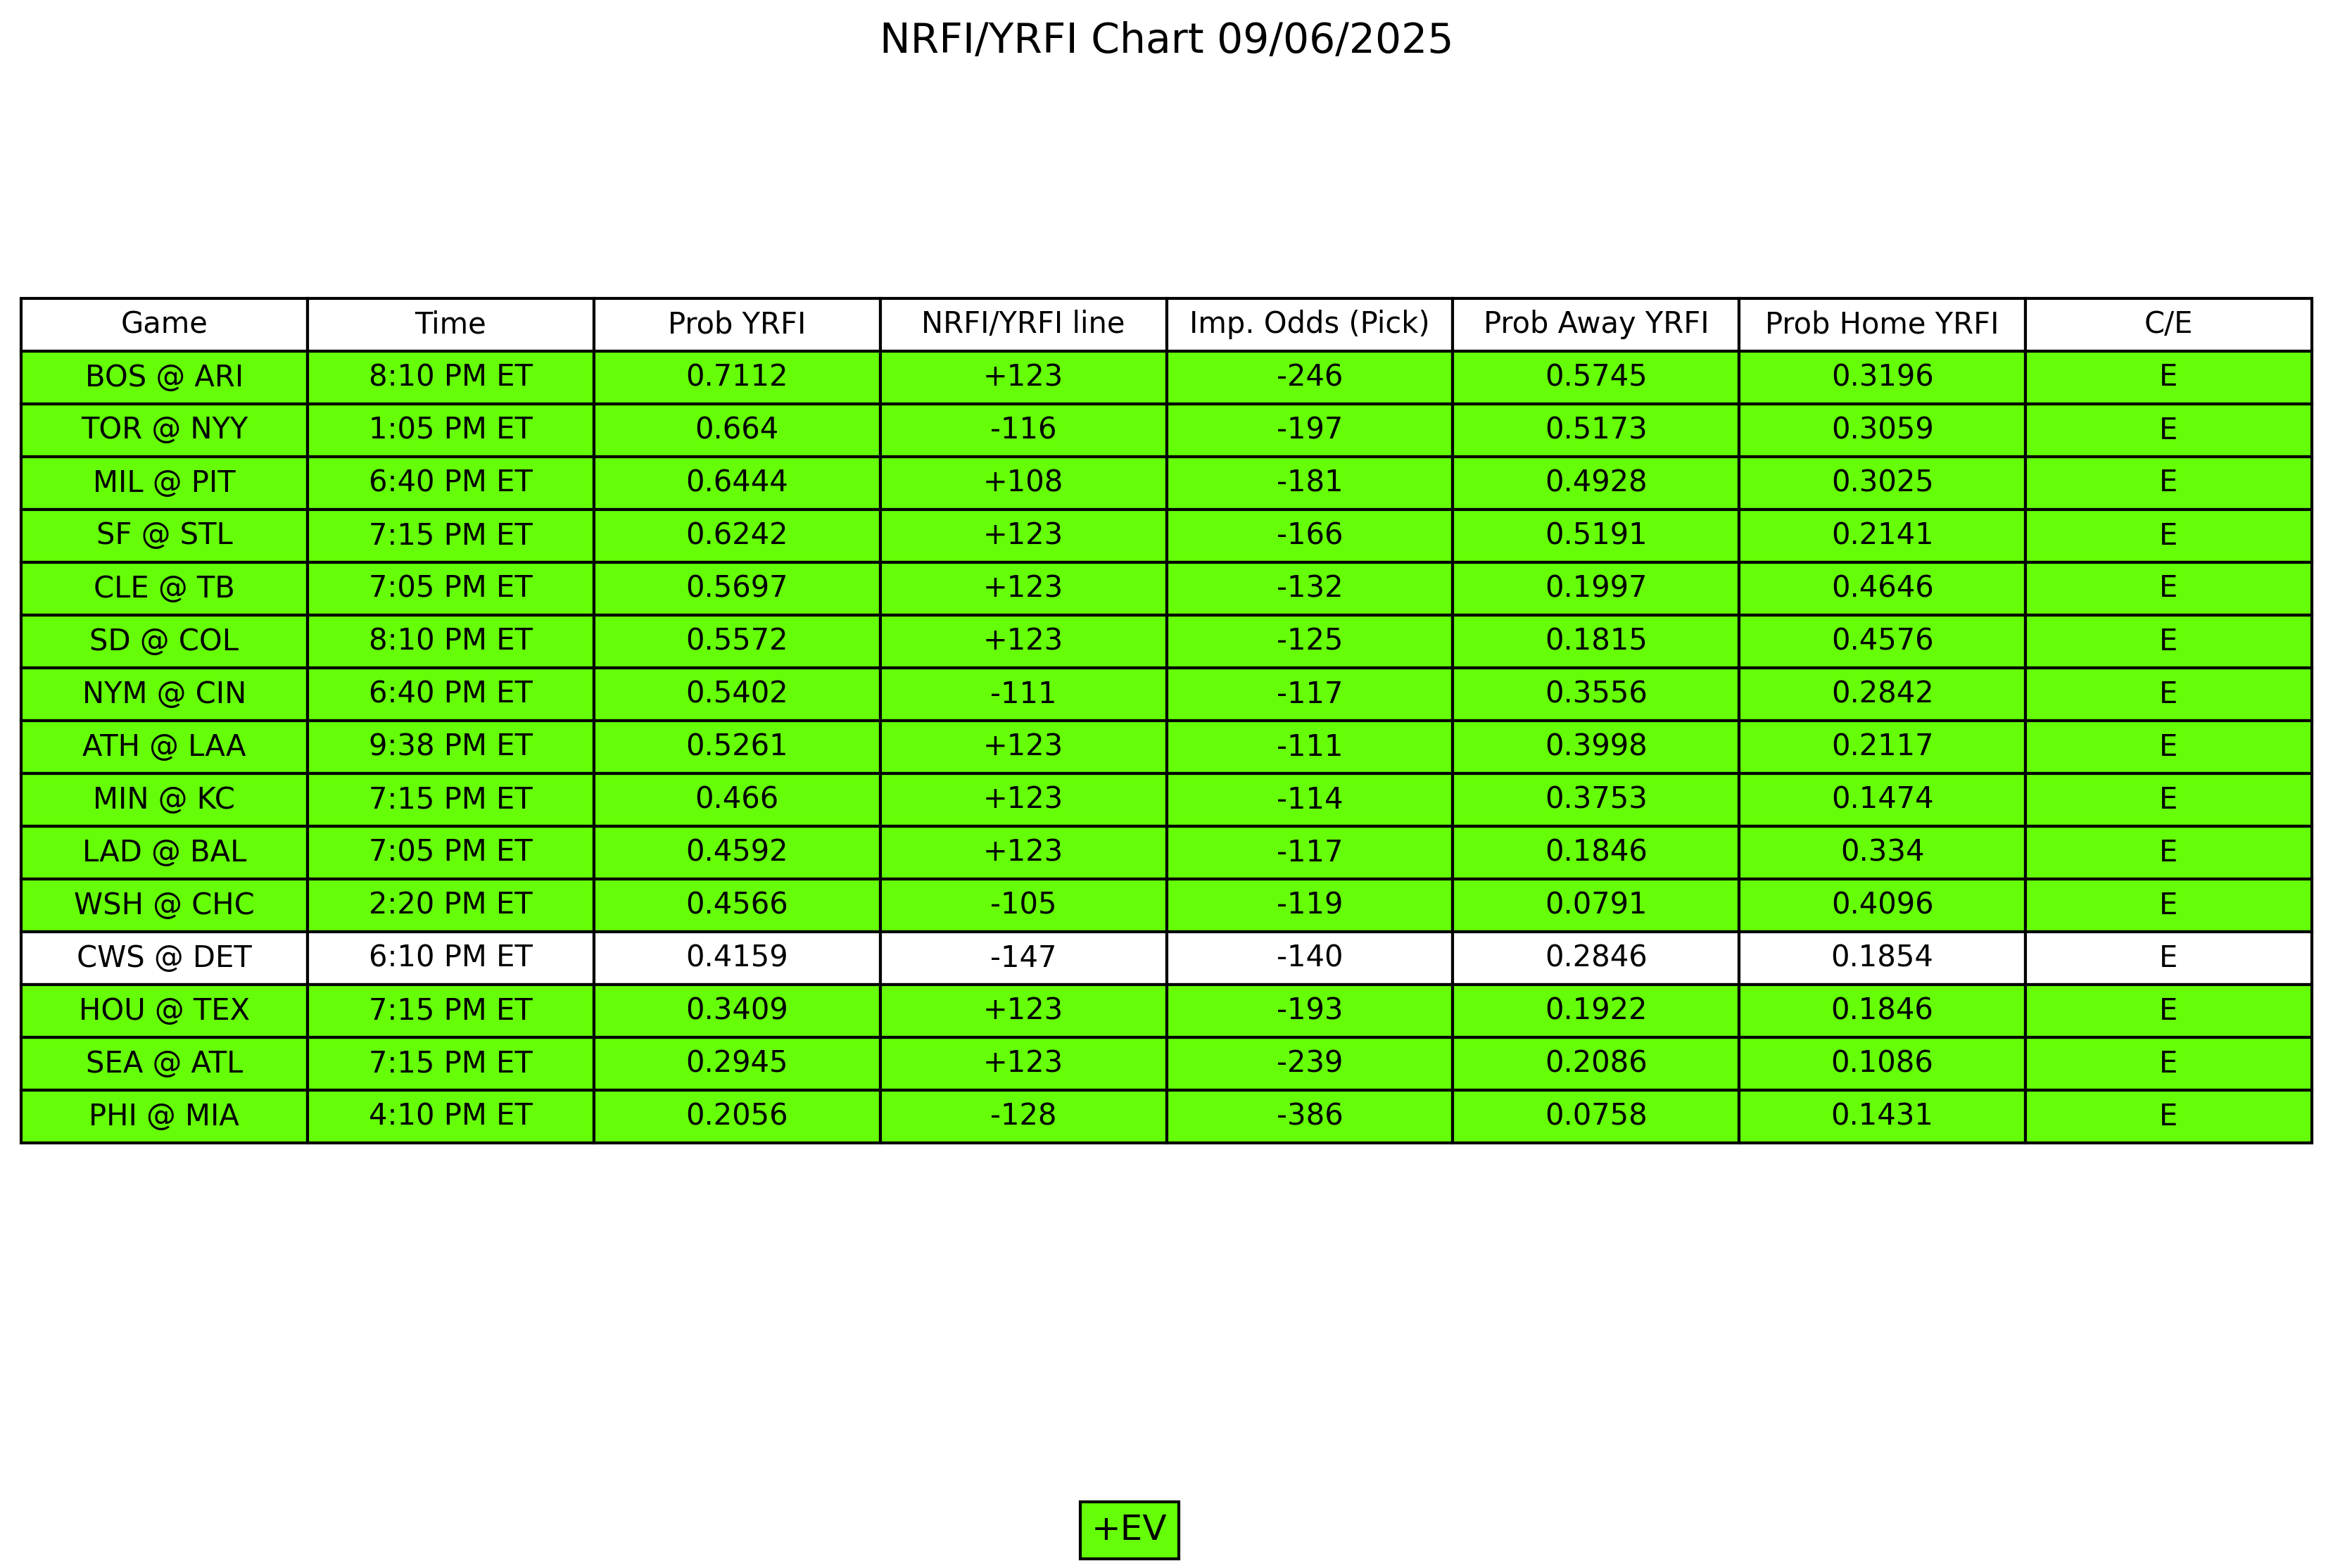 NRFI/YRFI Chart 09/06/2025
Game Time Prob YRFI NRFI/YRFI line Imp. Odds (Pick) Prob Away YRFI Prob Home YRFI C/E
BOS @ ARI 8:10 PM ET 0.7112 +123 -246 0.5745 0.3196 E
TOR @ NYY 1:05 PM ET 0.664 -116 -197 0.5173 0.3059 E
MIL @ PIT 6:40 PM ET 0.6444 +108 -181 0.4928 0.3025 E
SF @ STL 7:15 PM ET 0.6242 +123 -166 0.5191 0.2141 E
CLE @ TB 7:05 PM ET 0.5697 +123 -132 0.1997 0.4646 E
SD @ COL 8:10 PM ET 0.5572 +123 -125 0.1815 0.4576 E
NYM @ CIN 6:40 PM ET 0.5402 -111 -117 0.3556 0.2842 E
ATH @ LAA 9:38 PM ET 0.5261 +123 -111 0.3998 0.2117 E
MIN @ KC 7:15 PM ET 0.466 +123 -114 0.3753 0.1474 E
LAD @ BAL 7:05 PM ET 0.4592 +123 -117 0.1846 0.334 E
WSH @ CHC 2:20 PM ET 0.4566 -105 -119 0.0791 0.4096 E
CWS @ DET 6:10 PM ET 0.4159 -147 -140 0.2846 0.1854 E
HOU @ TEX 7:15 PM ET 0.3409 +123 -193 0.1922 0.1846 E
SEA @ ATL 7:15 PM ET 0.2945 +123 -239 0.2086 0.1086 E
PHI @ MIA 4:10 PM ET 0.2056 -128 -386 0.0758 0.1431 E
+EV